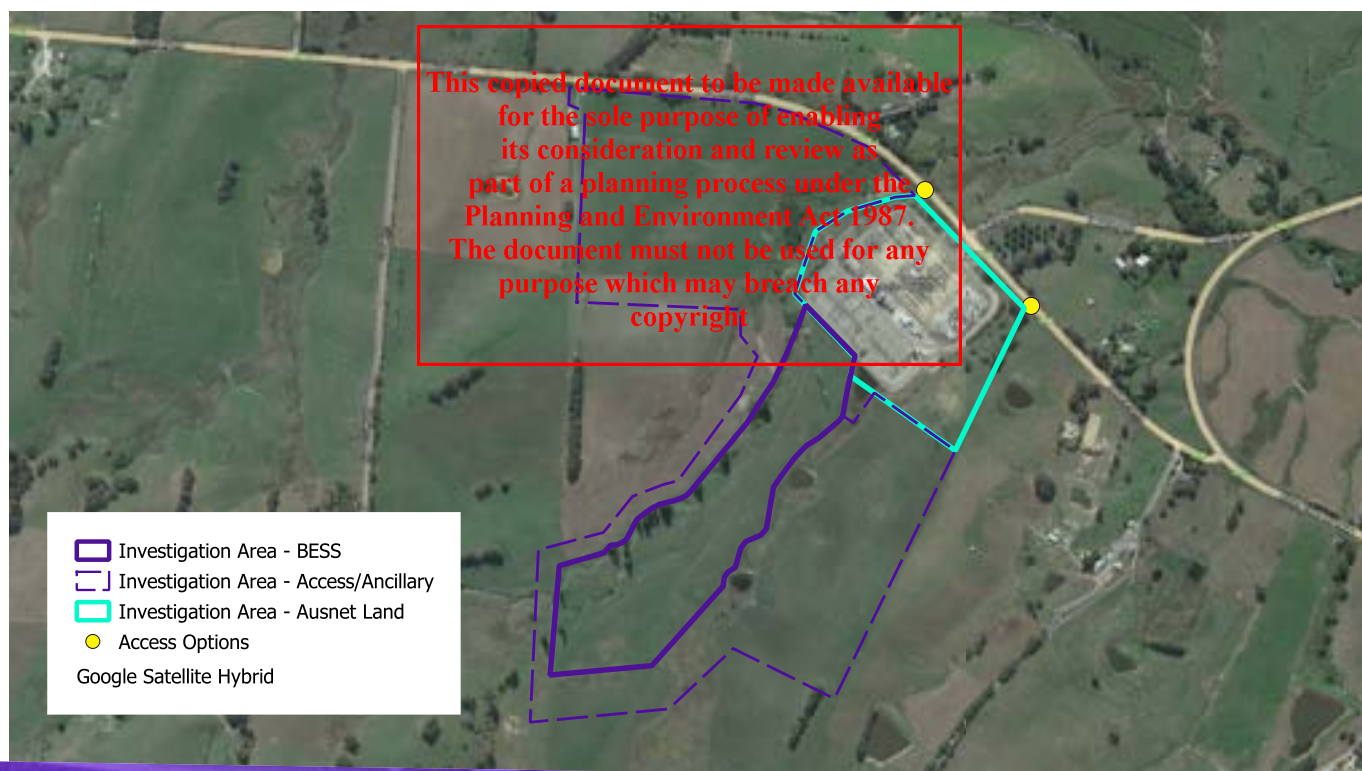 This copied document to be made available
for the sole purpose of enabling
its consideration and review as
part of a planning process under the
Planning and Environment Act 1987.
The document must not be used for any
purpose which may breach any
copyright
Investigation Area - BESS
Investigation Area - Access/Ancillary
Investigation Area - Ausnet Land
Access Options
Google Satellite Hybrid